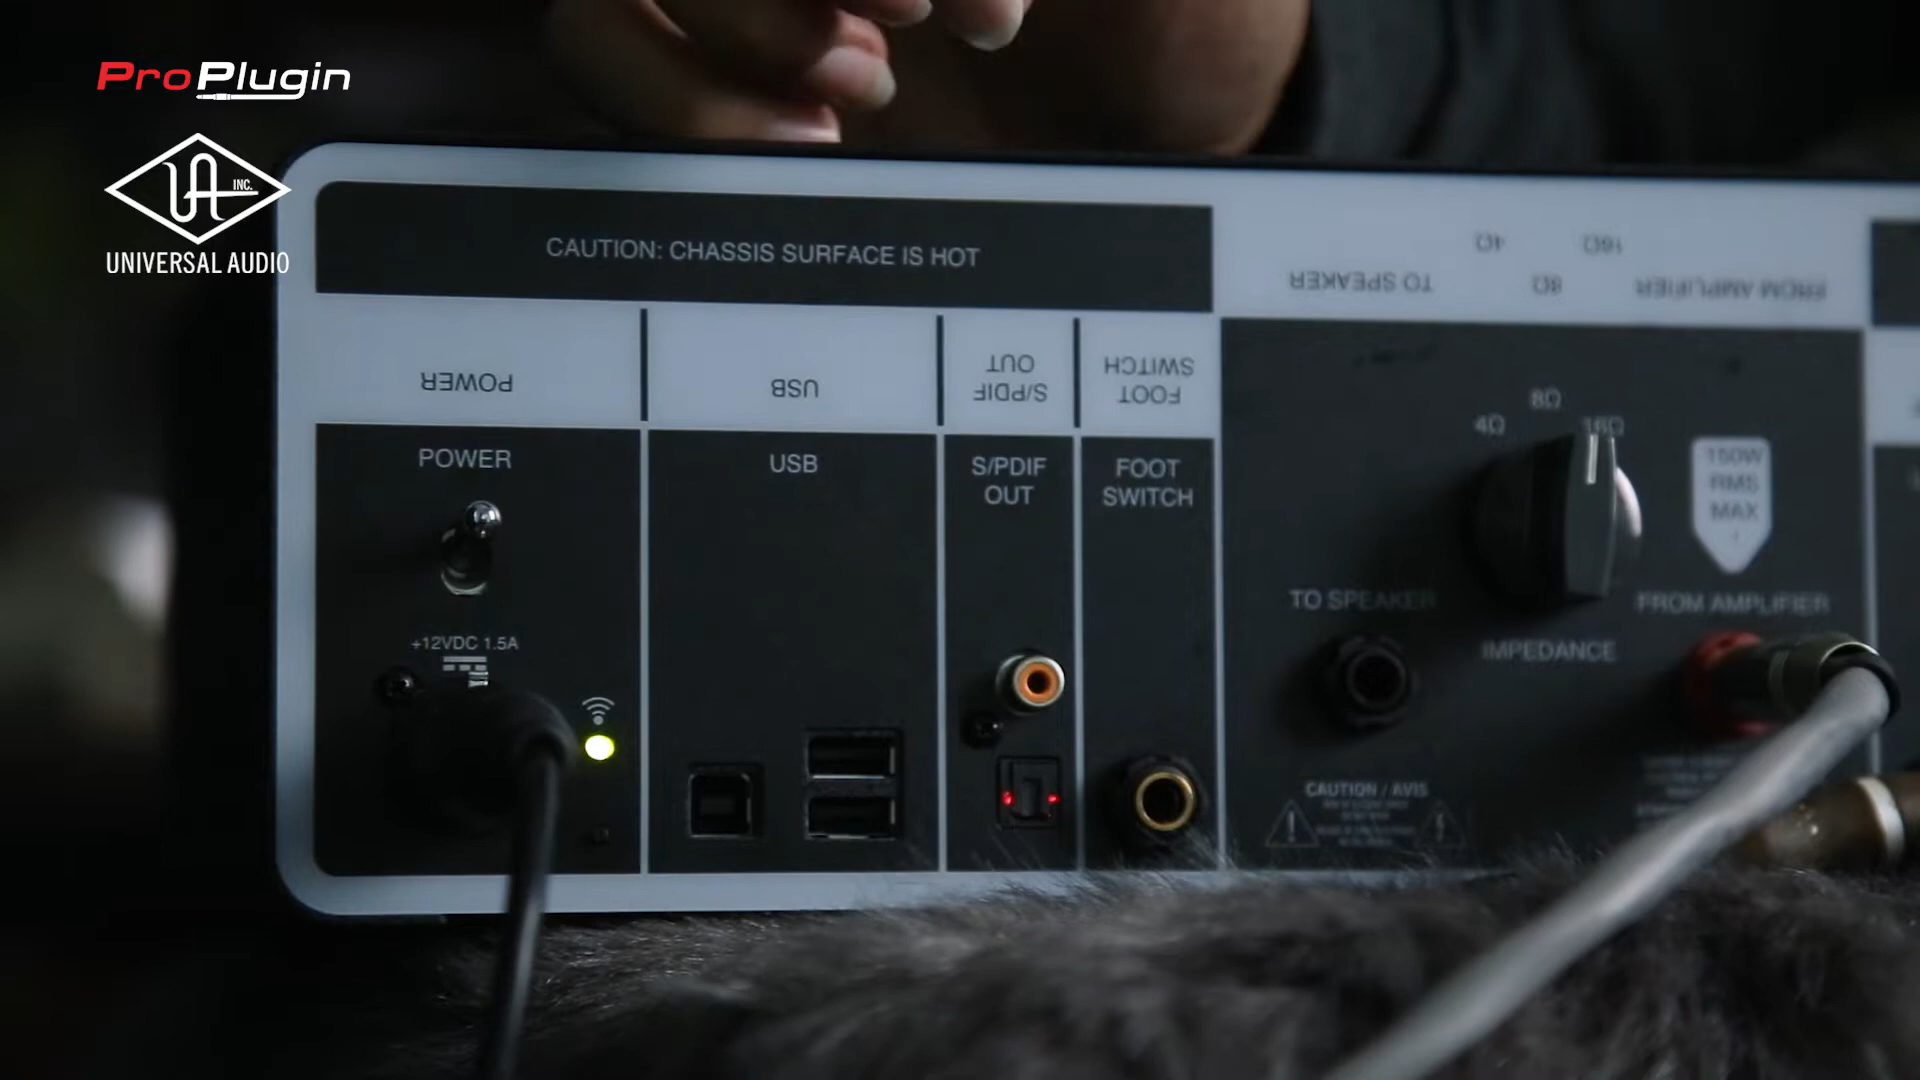 ProPlugin
UA INC.
UNIVERSAL AUDIO
CAUTION: CHASSIS SURFACE IS HOT
4Ω 16Ω
TO SPEAKER 8Ω FROM AMPLIFIER
POWER
USB
S/PDIF
OUT
FOOT
SWITCH
POWER
USB
S/PDIF
OUT
FOOT
SWITCH
4Ω
8Ω
16Ω
150W
RMS
MAX
TO SPEAKER
FROM AMPLIFIER
IMPEDANCE
+12VDC 1.5A
CAUTION / AVIS